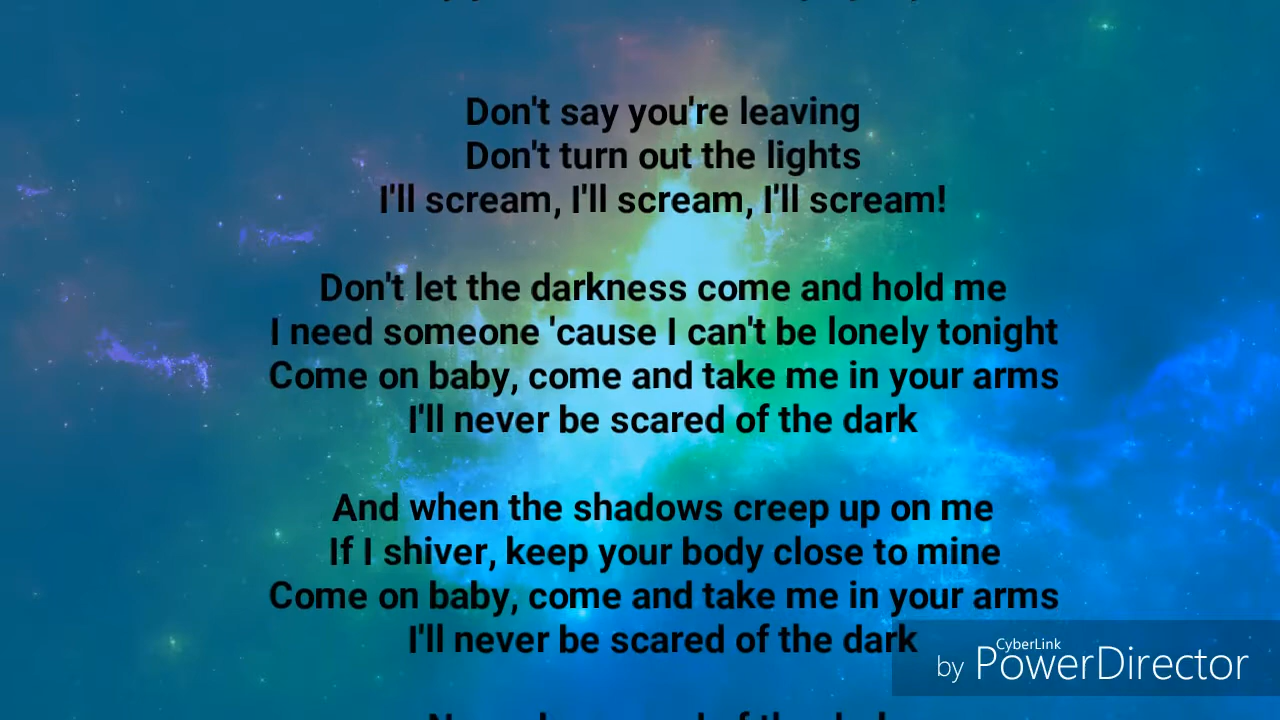 Don't say you're leaving
Don't turn out the lights
I'll scream, I'll scream, I'll scream!
Don't let the darkness come and hold me
I need someone 'cause I can't be lonely tonight
Come on baby, come and take me in your arms
I'll never be scared of the dark
And when the shadows creep up on me
If I shiver, keep your body close to mine
Come on baby, come and take me in your arms
I'll never be scared of the dark
by CyberLink PowerDirector